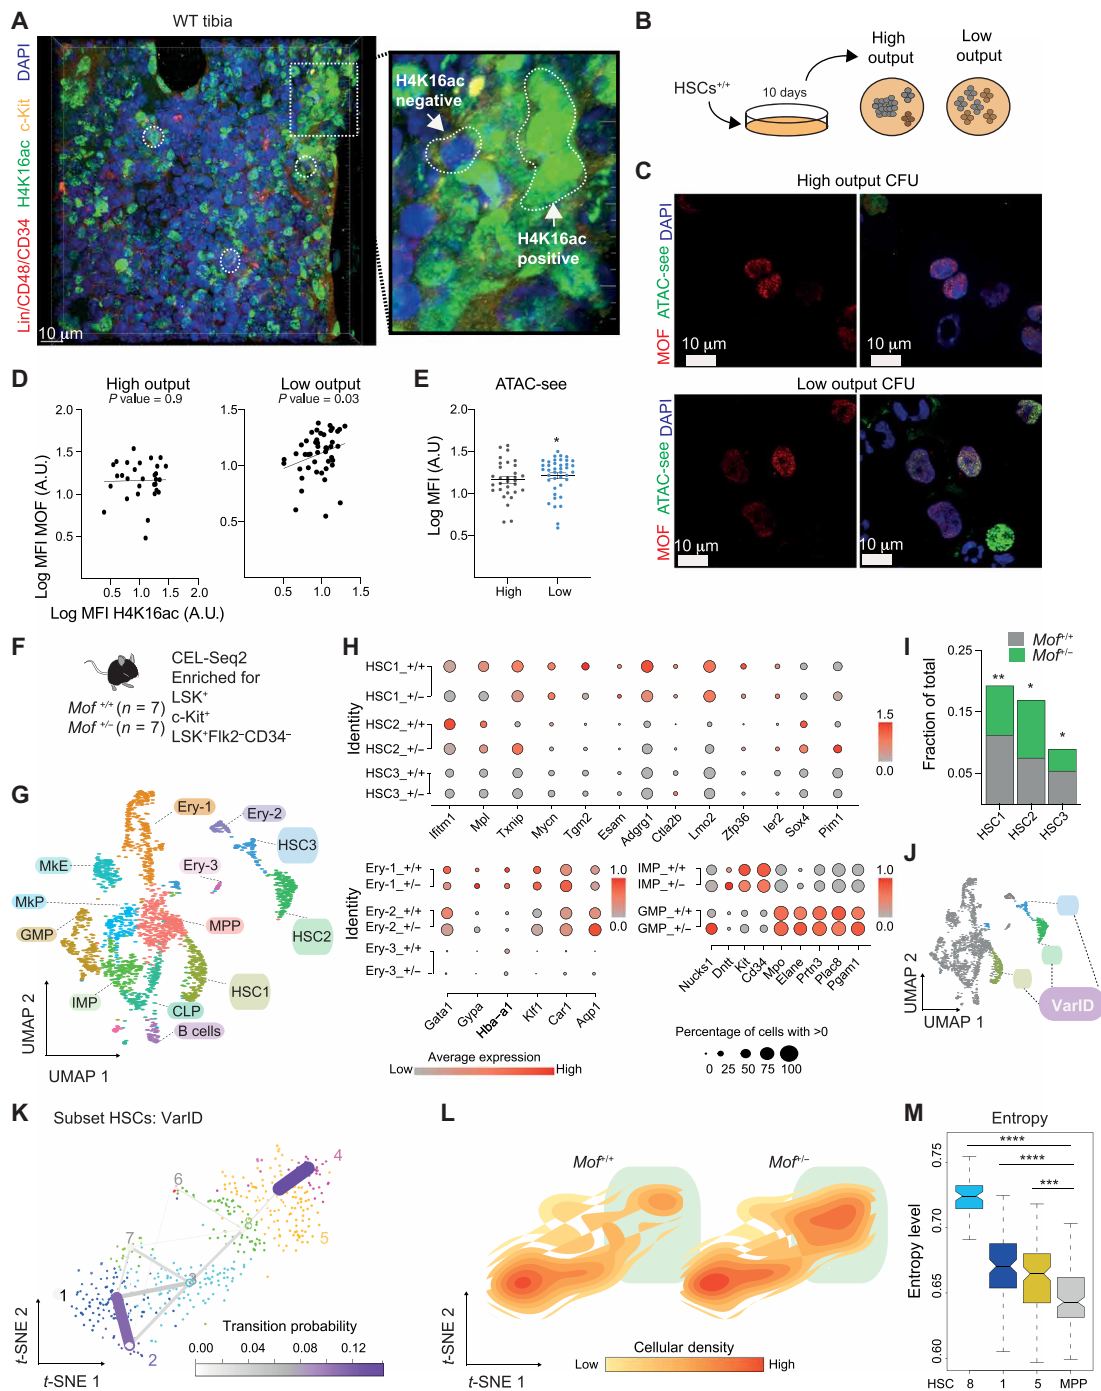 A
WT tibia
Lin/CD48/CD34 H4K16ac c-Kit DAPI
10 µm
H4K16ac
negative
H4K16ac
positive
B
HSCs+/+
10 days
High
output
Low
output
C
High output CFU
MOF ATAC-see DAPI
10 µm
10 µm
Low output CFU
MOF ATAC-see DAPI
10 µm
10 µm
D
High output
P value = 0.9
Low output
P value = 0.03
Log MFI MOF (A.U.)
2.0
1.5
1.0
0.5
0.5 1.0 1.5 2.0
1.5
1.0
0.5
0.5 1.0 1.5
Log MFI H4K16ac (A.U.)
E
ATAC-see
Log MFI (A.U)
2.0
1.5
1.0
0.5
*
High Low
F
CEL-Seq2
Enriched for
LSK+
c-Kit+
LSK+Flk2−CD34−
Mof +/+ (n = 7)
Mof +/− (n = 7)
G
Ery-1
Ery-2
HSC3
MkE
Ery-3
MkP
MPP
GMP
HSC2
IMP
HSC1
CLP
B cells
UMAP 2
UMAP 1
H
Identity
HSC1_+/+
HSC1_+/−
HSC2_+/+
HSC2_+/−
HSC3_+/+
HSC3_+/−
1.5
0.0
Ifitm1 Mpl Txnip Mycn Tgm2 Esam Adgrg1 Ctla2b Lmo2 Zfp36 Ier2 Sox4 Pim1
Identity
Ery-1_+/+
Ery-1_+/−
Ery-2_+/+
Ery-2_+/−
Ery-3_+/+
Ery-3_+/−
1.0
0.0
Gata1 Gypa Hba−a1 Klf1 Car1 Aqp1
IMP_+/+
IMP_+/−
GMP_+/+
GMP_+/−
1.0
0.0
Nucks1 Dntt Kit Cd34 Mpo Elane Prtn3 Plac8 Pgam1
Average expression
Low High
Percentage of cells with >0
0 25 50 75 100
I
Mof+/+
Mof+/−
Fraction of total
0.25
0.15
0.05
** * *
HSC1 HSC2 HSC3
J
VarID
UMAP 2
UMAP 1
K
Subset HSCs: VarID
1
2
3
4
5
6
7
8
t-SNE 2
t-SNE 1
Transition probability
0.00 0.04 0.08 0.12
L
Mof+/+
Mof+/−
t-SNE 2
t-SNE 1
Cellular density
Low High
M
Entropy
****
****
***
Entropy level
0.75
0.70
0.65
0.60
HSC 8 1 5 MPP